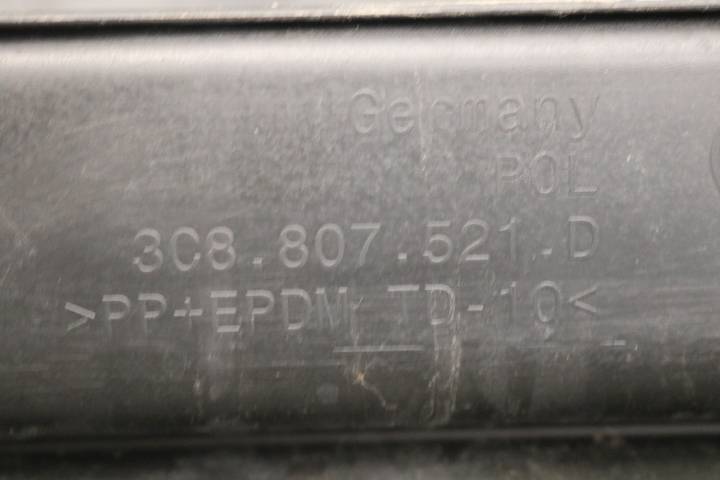 Germany
POL
3C8.807.521.D
>PP+EPDM TD-10<